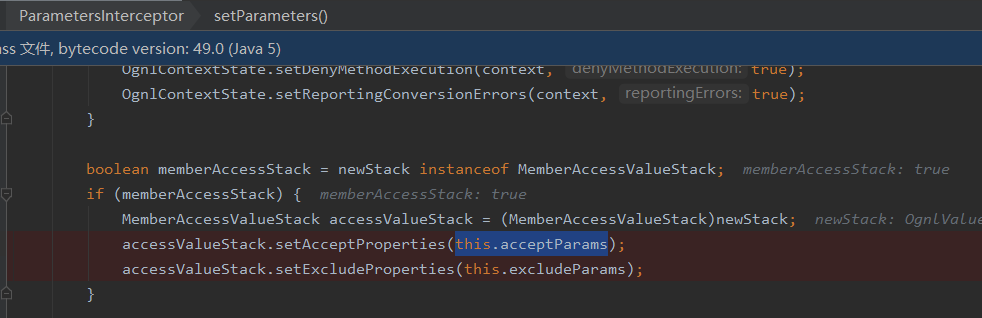 ParametersInterceptor setParameters()
ass 文件, bytecode version: 49.0 (Java 5)
OgnlContextState.setDenyMethodExecution(context, denyMethodExecution: true);
OgnlContextState.setReportingConversionErrors(context, reportingErrors: true);
}
boolean memberAccessStack = newStack instanceof MemberAccessValueStack; memberAccessStack: true
if (memberAccessStack) { memberAccessStack: true
MemberAccessValueStack accessValueStack = (MemberAccessValueStack)newStack; newStack: OgnlValue
accessValueStack.setAcceptProperties(this.acceptParams);
accessValueStack.setExcludeProperties(this.excludeParams);
}